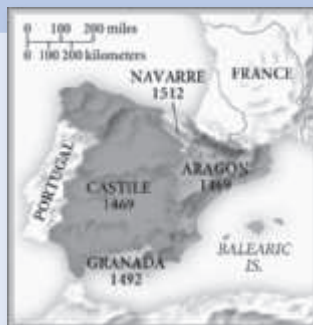 0 100 200 miles
0 100 200 kilometers
NAVARRE
1512
FRANCE
ARAGON
1469
PORTUGAL
CASTILE
1469
BALEARIC
IS.
GRANADA
1492